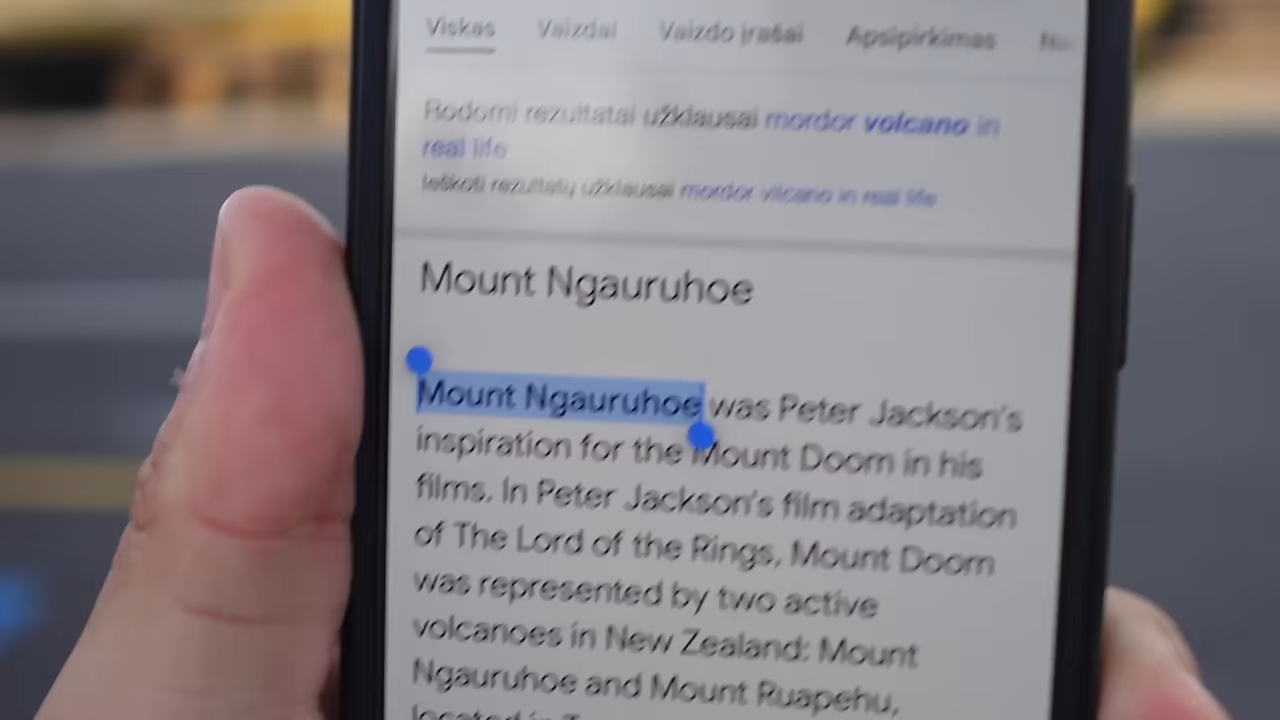 Viskas Vaizdai Vaizdo įrašai Apsipirkimas
Rodomi rezultatai užklausai mordor volcano in
real life
Ieškoti rezultatų užklausai mordor vilcano in real life
Mount Ngauruhoe
Mount Ngauruhoe was Peter Jackson's
inspiration for the Mount Doom in his
films. In Peter Jackson's film adaptation
of The Lord of the Rings, Mount Doom
was represented by two active
volcanoes in New Zealand: Mount
Ngauruhoe and Mount Ruapehu,
located in